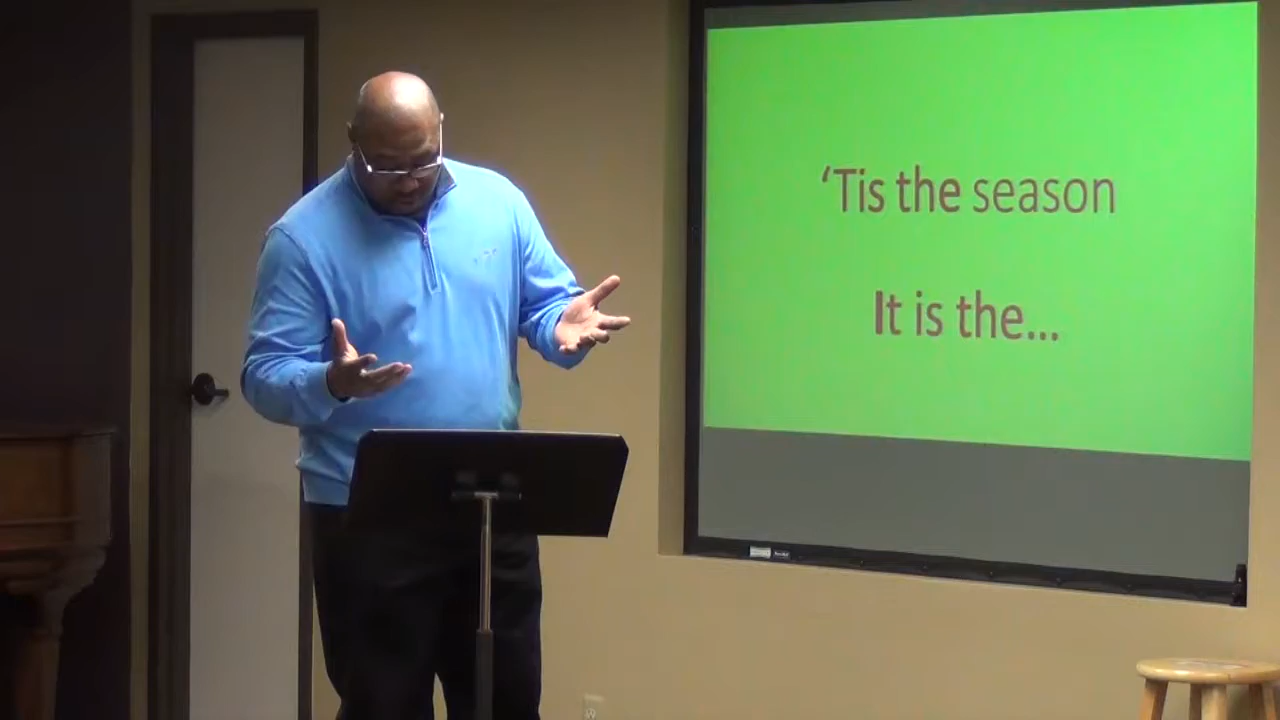 ‘Tis the season
It is the...